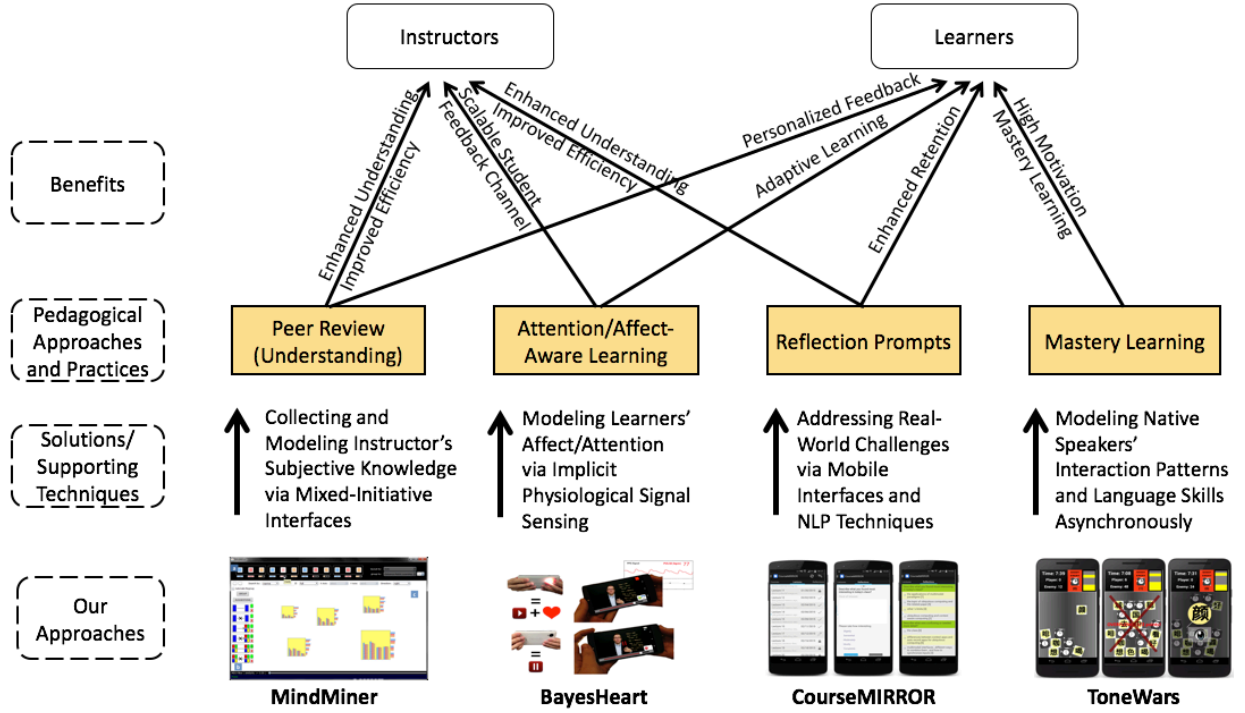 Instructors
Learners
Enhanced Understanding
Improved Efficiency
Scalable Student
Feedback Channel
Enhanced Understanding
Improved Efficiency
Personalized Feedback
Adaptive Learning
Enhanced Retention
High Motivation
Mastery Learning
Benefits
Pedagogical
Approaches
and Practices
Peer Review
(Understanding)
Attention/Affect-
Aware Learning
Reflection Prompts
Mastery Learning
Solutions/
Supporting
Techniques
Collecting and
Modeling Instructor's
Subjective Knowledge
via Mixed-Initiative
Interfaces
Modeling Learners'
Affect/Attention
via Implicit
Physiological Signal
Sensing
Addressing Real-
World Challenges
via Mobile
Interfaces and
NLP Techniques
Modeling Native
Speakers'
Interaction Patterns
and Language Skills
Asynchronously
Our
Approaches
Time: 7:31
顔
MindMiner
BayesHeart
CourseMIRROR
ToneWars